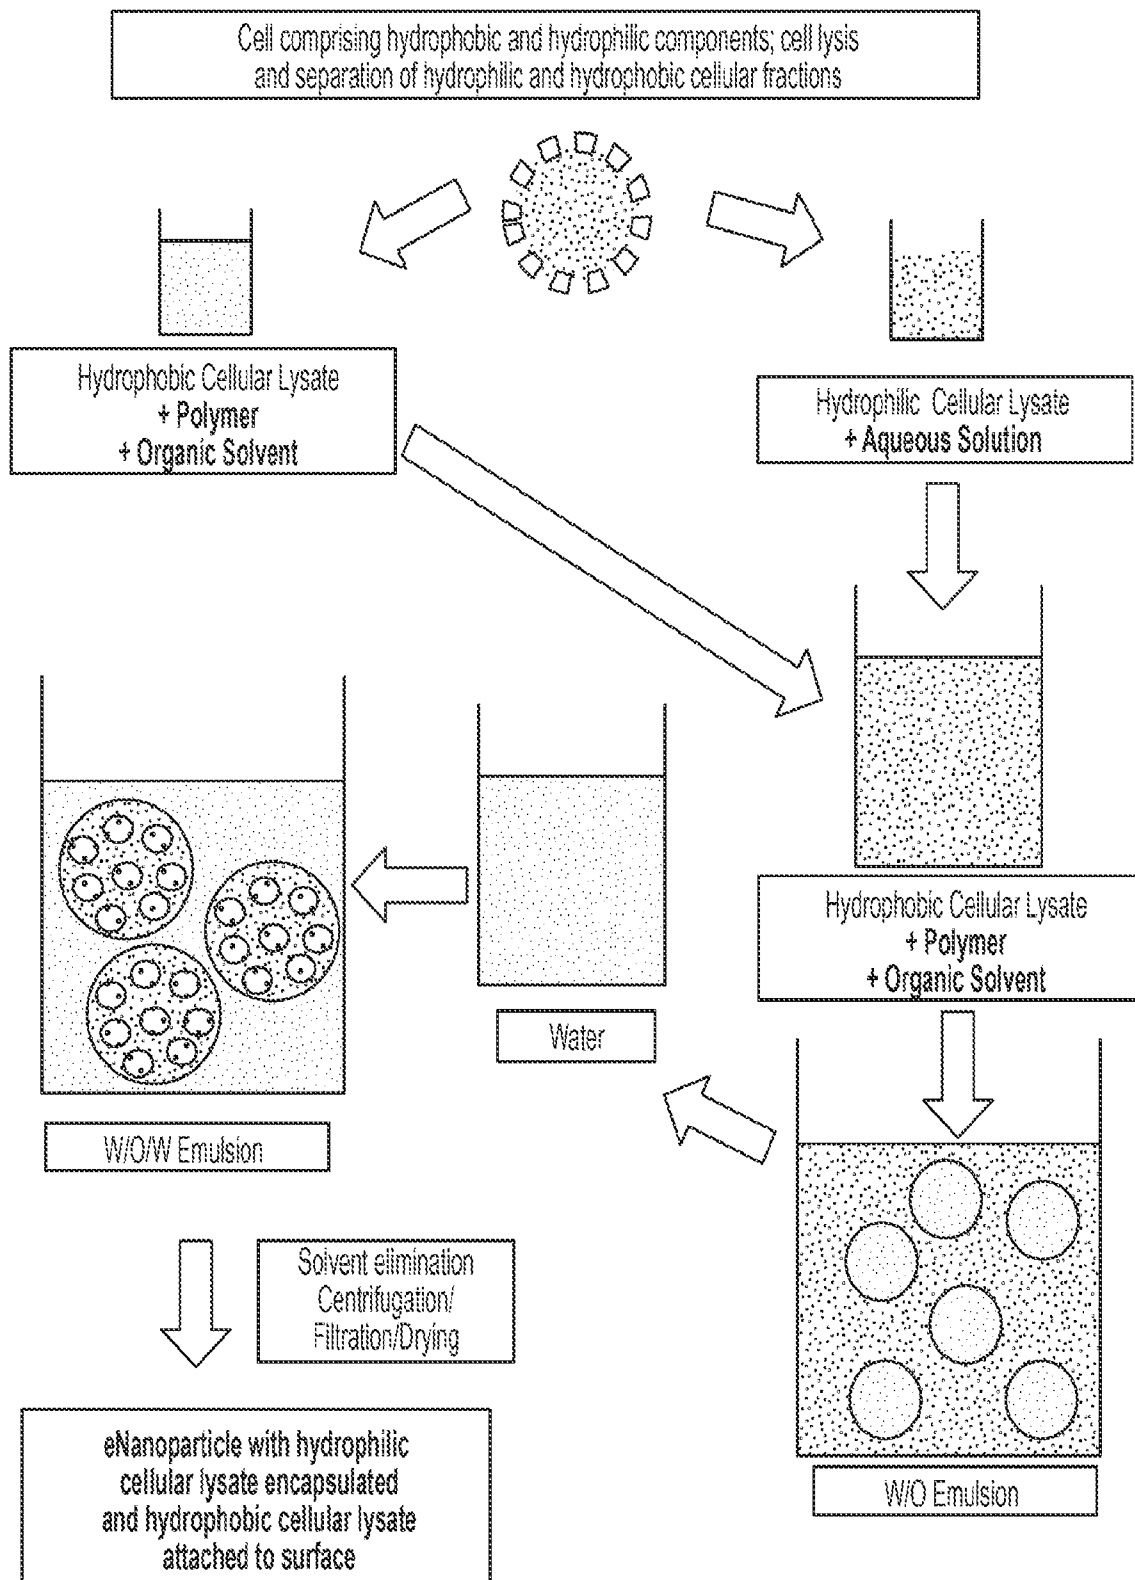 Cell comprising hydrophobic and hydrophilic components; cell lysis
and separation of hydrophilic and hydrophobic cellular fractions
Hydrophobic Cellular Lysate
+ Polymer
+ Organic Solvent
Hydrophilic Cellular Lysate
+ Aqueous Solution
Hydrophobic Cellular Lysate
+ Polymer
+ Organic Solvent
Water
W/O/W Emulsion
Solvent elimination
Centrifugation/
Filtration/Drying
W/O Emulsion
eNanoparticle with hydrophilic
cellular lysate encapsulated
and hydrophobic cellular lysate
attached to surface